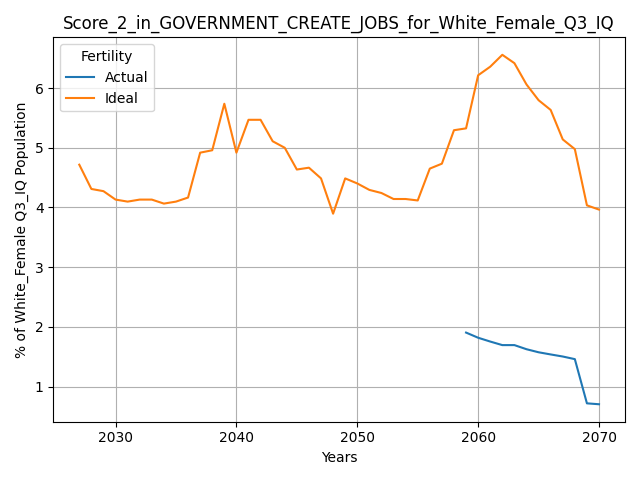 Score_2_in_GOVERNMENT_CREATE_JOBS_for_White_Female_Q3_IQ
Fertility
Actual
Ideal
% of White_Female Q3_IQ Population
6
5
4
3
2
1
2030 2040 2050 2060 2070
Years